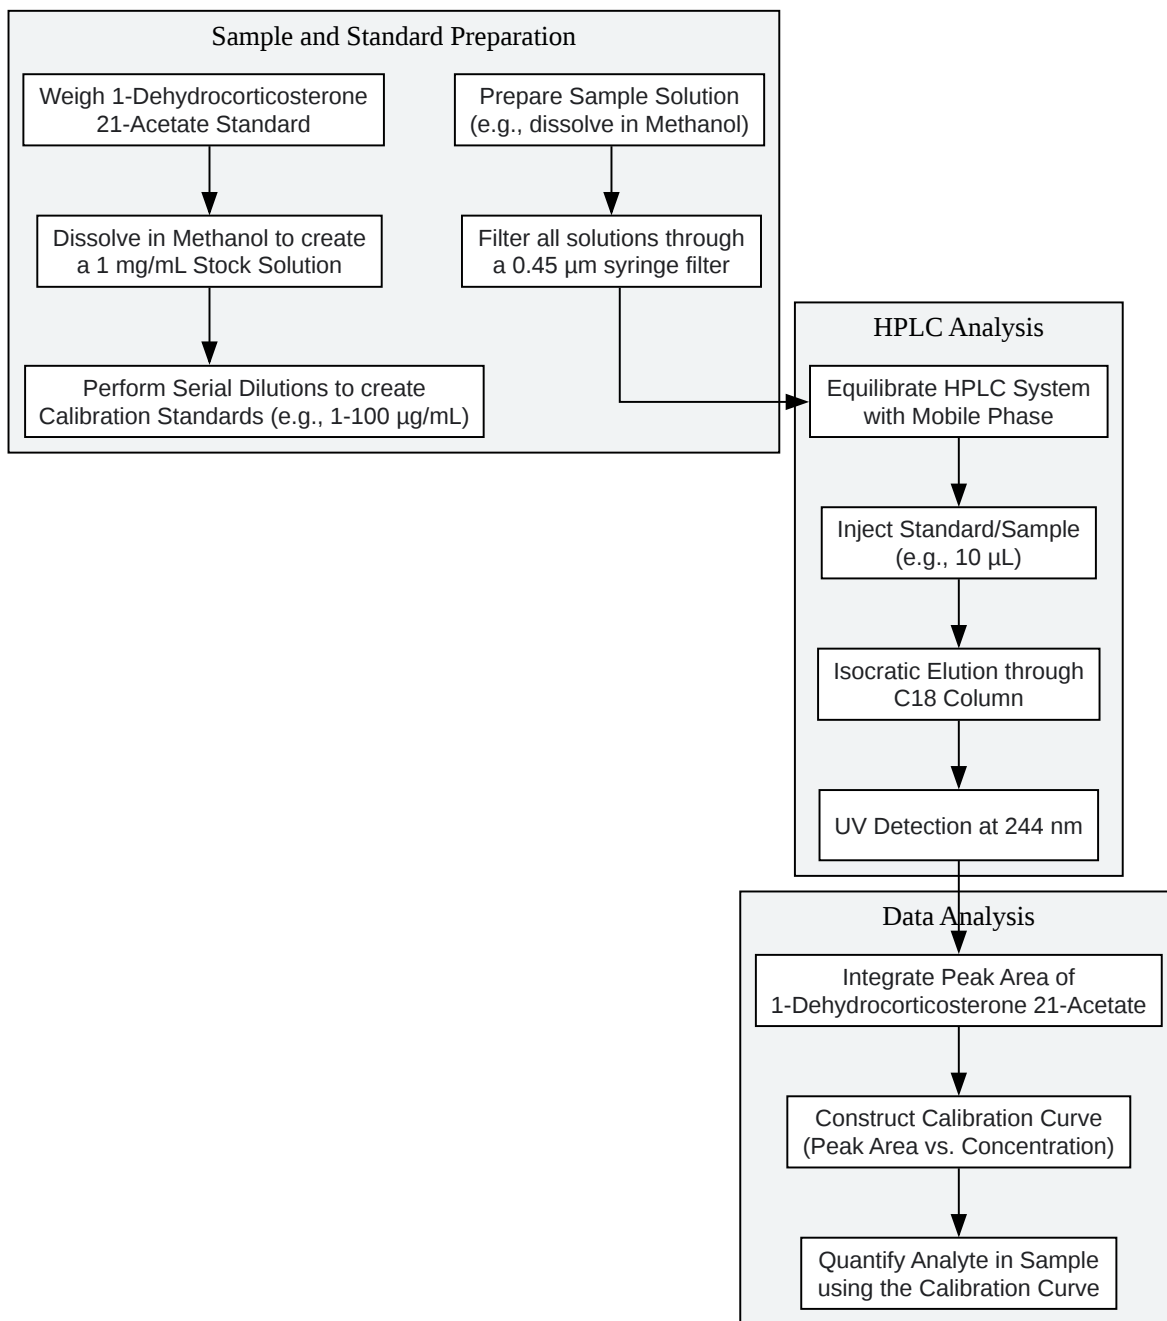 Sample and Standard Preparation
Weigh 1-Dehydrocorticosterone
21-Acetate Standard
Dissolve in Methanol to create
a 1 mg/mL Stock Solution
Perform Serial Dilutions to create
Calibration Standards (e.g., 1-100 µg/mL)
Prepare Sample Solution
(e.g., dissolve in Methanol)
Filter all solutions through
a 0.45 µm syringe filter
HPLC Analysis
Equilibrate HPLC System
with Mobile Phase
Inject Standard/Sample
(e.g., 10 µL)
Isocratic Elution through
C18 Column
UV Detection at 244 nm
Data Analysis
Integrate Peak Area of
1-Dehydrocorticosterone 21-Acetate
Construct Calibration Curve
(Peak Area vs. Concentration)
Quantify Analyte in Sample
using the Calibration Curve